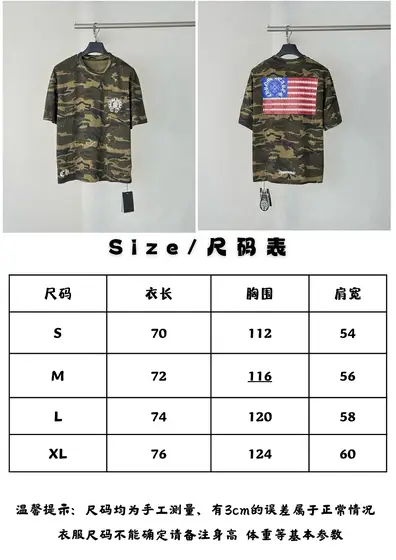 Size/尺码表
尺码 衣长 胸围 肩宽
S 70 112 54
M 72 116 56
L 74 120 58
XL 76 124 60
温馨提示：尺码均为手工测量、有3cm的误差属于正常情况
衣服尺码不能确定请备注身高 体重等基本参数